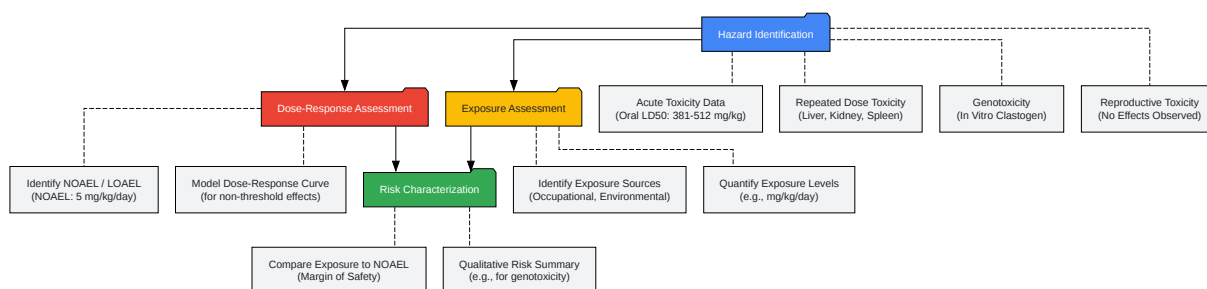 Hazard Identification
Dose-Response Assessment
Exposure Assessment
Acute Toxicity Data
(Oral LD50: 381-512 mg/kg)
Repeated Dose Toxicity
(Liver, Kidney, Spleen)
Genotoxicity
(In Vitro Clastogen)
Reproductive Toxicity
(No Effects Observed)
Identify NOAEL / LOAEL
(NOAEL: 5 mg/kg/day)
Model Dose-Response Curve
(for non-threshold effects)
Risk Characterization
Identify Exposure Sources
(Occupational, Environmental)
Quantify Exposure Levels
(e.g., mg/kg/day)
Compare Exposure to NOAEL
(Margin of Safety)
Qualitative Risk Summary
(e.g., for genotoxicity)